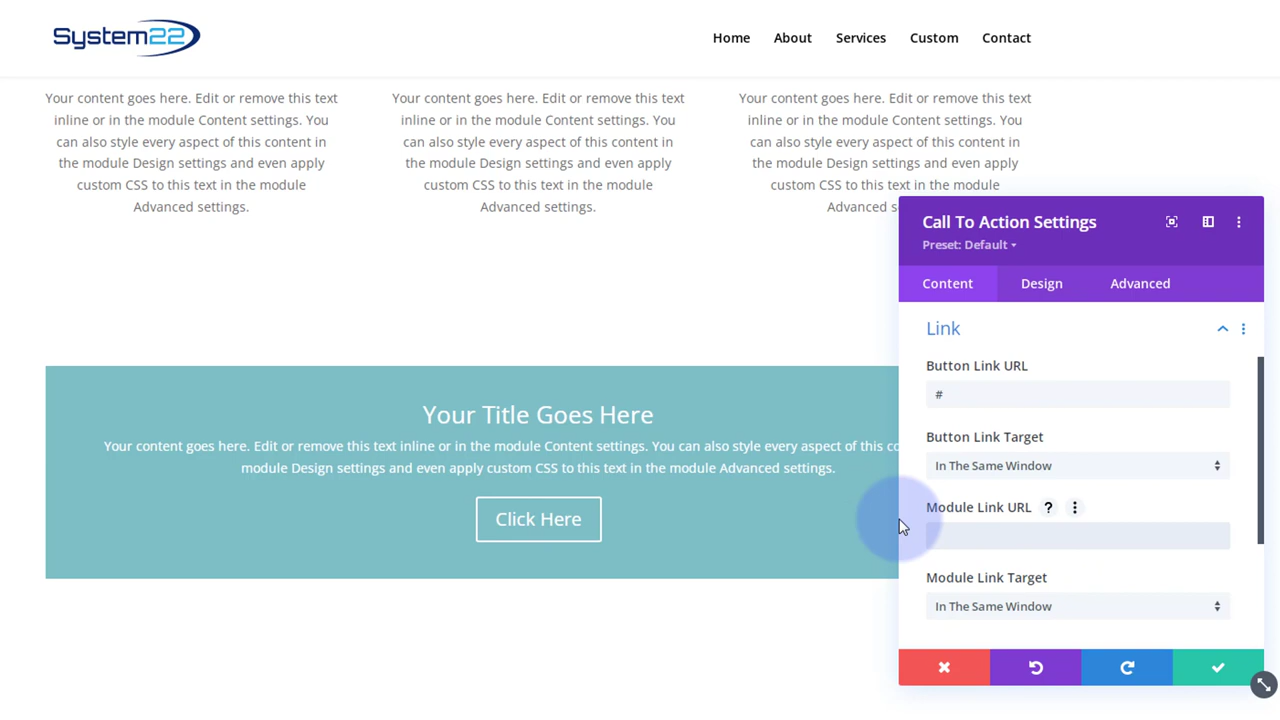 System22
Home
About
Services
Custom
Contact
Your content goes here. Edit or remove this text
inline or in the module Content settings. You
can also style every aspect of this content in
the module Design settings and even apply
custom CSS to this text in the module
Advanced settings.
Your content goes here. Edit or remove this text
inline or in the module Content settings. You
can also style every aspect of this content in
the module Design settings and even apply
custom CSS to this text in the module
Advanced settings.
Your content goes here. Edit or remove this text
inline or in the module Content settings. You
can also style every aspect of this content in
the module Design settings and even apply
custom CSS to this text in the module
Advanced s
Your Title Goes Here
Your content goes here. Edit or remove this text inline or in the module Content settings. You can also style every aspect of this co
module Design settings and even apply custom CSS to this text in the module Advanced settings.
Click Here
Call To Action Settings
Preset: Default
Content
Design
Advanced
Link
Button Link URL
#
Button Link Target
In The Same Window
Module Link URL ?
Module Link Target
In The Same Window